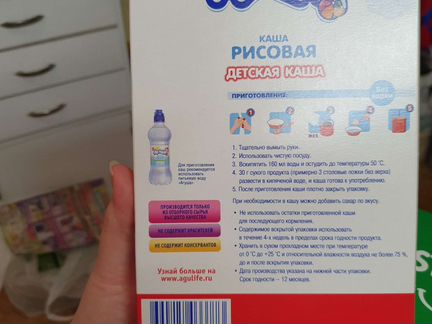 КАША
РИСОВАЯ
ДЕТСКАЯ КАША
ПРИГОТОВЛЕНИЕ:
Без варки
1 2 3 4 5
Для приготовления
каш рекомендуется
использовать
питьевую воду
«Агуша».
1. Тщательно вымыть руки.
2. Использовать чистую посуду.
3. Вскипятить 160 мл воды и остудить до температуры 50 °С.
4. 30 г сухого продукта (примерно 3 столовые ложки без верха)
развести в кипяченой воде, и каша готова к употреблению.
5. После приготовления каши плотно закрыть упаковку.
При необходимости в кашу можно добавить сахар по вкусу.
• Не использовать остатки приготовленной каши
для последующего кормления.
• Содержимое вскрытой упаковки использовать
в течение 4-х недель в пределах срока годности продукта.
• Хранить в сухом прохладном месте при температуре
от 0 °С до +25 °С и относительной влажности воздуха не более 75 %,
до и после вскрытия упаковки.
• Дата производства указана на нижней части упаковки.
Срок годности – 12 месяцев.
ПРОИЗВОДИТСЯ ТОЛЬКО
ИЗ ОТБОРНОГО СЫРЬЯ
ВЫСШЕГО КАЧЕСТВА
НЕ СОДЕРЖИТ КРАСИТЕЛЕЙ
НЕ СОДЕРЖИТ КОНСЕРВАНТОВ
Узнай больше на
www.agulife.ru